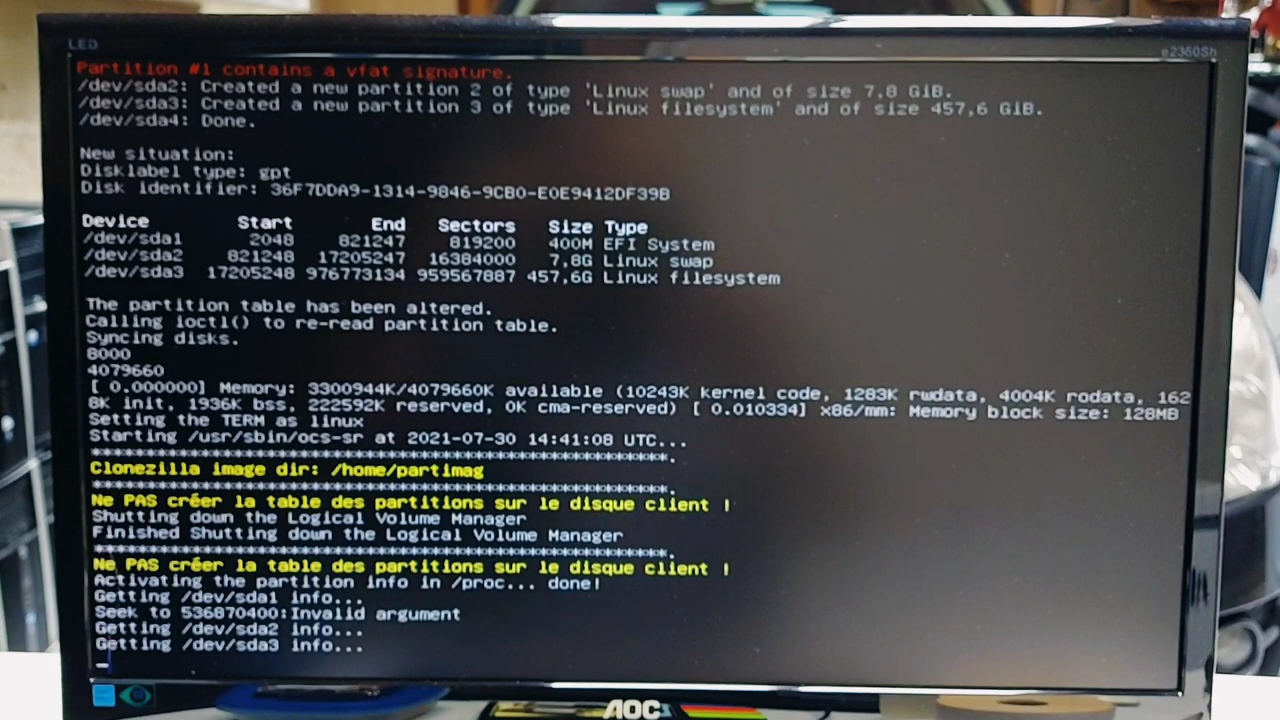 LED
e2360Sh
Partition #1 contains a vfat signature.
/dev/sda2: Created a new partition 2 of type 'Linux swap' and of size 7,8 GiB.
/dev/sda3: Created a new partition 3 of type 'Linux filesystem' and of size 457,6 GiB.
/dev/sda4: Done.
New situation:
Disklabel type: gpt
Disk identifier: 36F7DDA9-1314-9846-9CB0-E0E9412DF39B
Device Start End Sectors Size Type
/dev/sda1 2048 821247 819200 400M EFI System
/dev/sda2 821248 17205247 16384000 7,8G Linux swap
/dev/sda3 17205248 976773134 959567887 457,6G Linux filesystem
The partition table has been altered.
Calling ioctl() to re-read partition table.
Syncing disks.
8000
4079660
[ 0.000000] Memory: 3300944K/4079660K available (10243K kernel code, 1283K rwdata, 4004K rodata, 162
8K init, 1936K bss, 222592K reserved, 0K cma-reserved) [ 0.010334] x86/mm: Memory block size: 128MB
Setting the TERM as linux
Starting /usr/sbin/ocs-sr at 2021-07-30 14:41:08 UTC...
*****************************************************.
Clonezilla image dir: /home/partimag
*****************************************************.
Ne PAS créer la table des partitions sur le disque client !
Shutting down the Logical Volume Manager
Finished Shutting down the Logical Volume Manager
*****************************************************.
Ne PAS créer la table des partitions sur le disque client !
Activating the partition info in /proc... done!
Getting /dev/sda1 info...
Seek to 536870400:Invalid argument
Getting /dev/sda2 info...
Getting /dev/sda3 info...
_
AOC